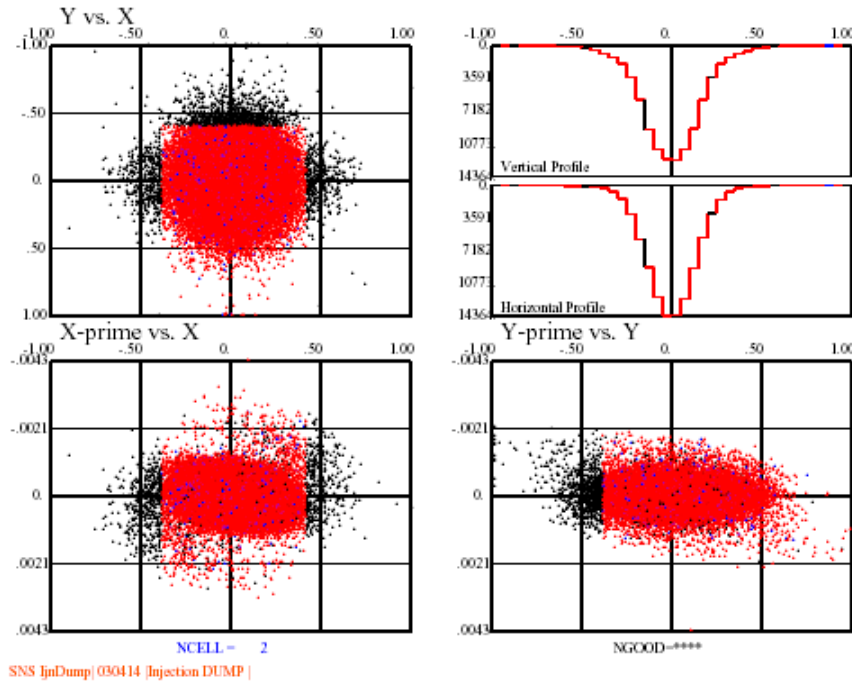 Y vs. X
-1.00 -.50 0. .50 1.00
-1.00
-.50
0.
.50
1.00
-1.00 -.50 0. .50 1.00
0.
3591
7182
10773
14364
Vertical Profile
0.
3591
7182
10773
14364
Horizontal Profile
X-prime vs. X
-1.00 -.50 0. .50 1.00
-.0043
-.0021
0.
.0021
.0043
Y-prime vs. Y
-1.00 -.50 0. .50 1.00
-.0043
-.0021
0.
.0021
.0043
NCELL = 2
NGOOD=****
SNS IjnDump| 030414 |Injection DUMP |